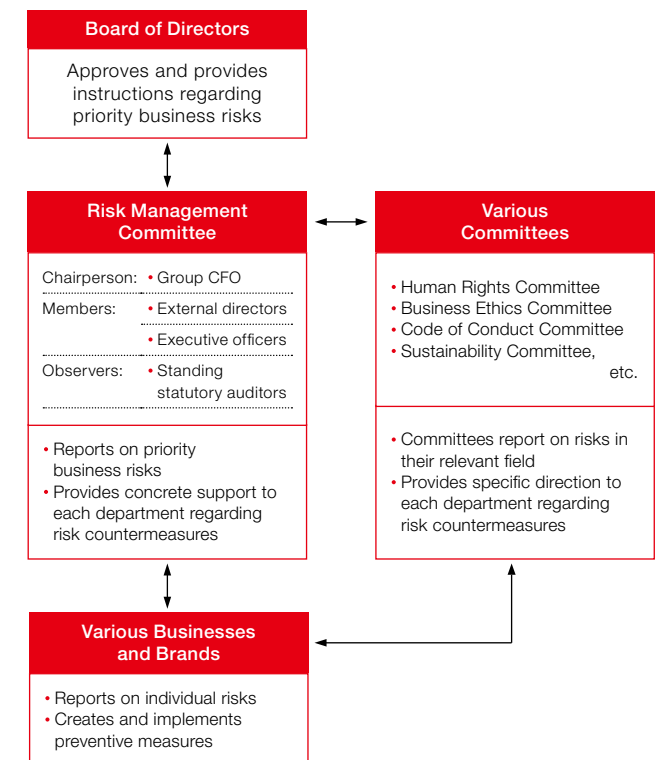 Board of Directors
Approves and provides
instructions regarding
priority business risks
Risk Management
Committee
Chairperson: • Group CFO
Members: • External directors
• Executive officers
Observers: • Standing
statutory auditors
• Reports on priority
business risks
• Provides concrete support to
each department regarding
risk countermeasures
Various
Committees
• Human Rights Committee
• Business Ethics Committee
• Code of Conduct Committee
• Sustainability Committee,
etc.
• Committees report on risks in
their relevant field
• Provides specific direction to
each department regarding
risk countermeasures
Various Businesses
and Brands
• Reports on individual risks
• Creates and implements
preventive measures